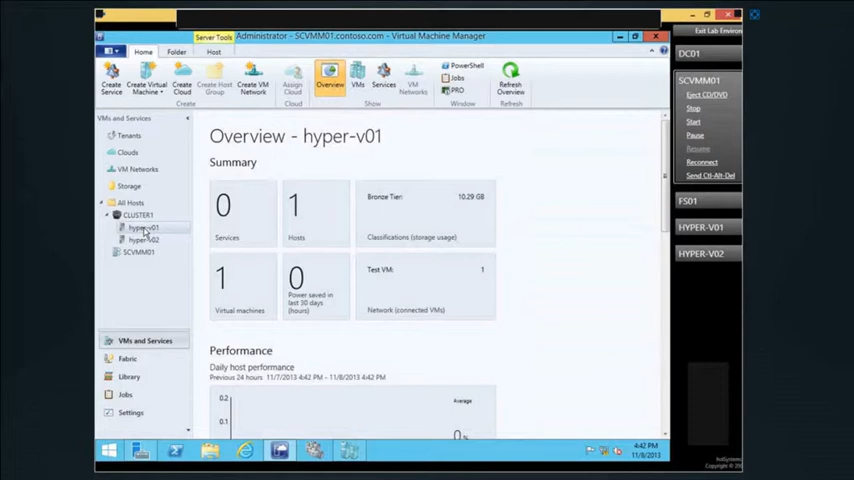 Server Tools
Administrator - SCVMM01.contoso.com - Virtual Machine Manager
Exit Lab Environ
Home
Folder
Host
DC01
Create Service
Create Virtual Machine
Create Cloud
Create Host Group
Create VM Network
Assign Cloud
Overview
VMs
Services
VM Networks
PowerShell
Jobs
PRO
Refresh Overview
Create
Cloud
Show
Window
Refresh
SCVMM01
Eject CD/DVD
Stop
Start
Pause
Resume
Reconnect
Send Ctl-Alt-Del
FS01
HYPER-V01
HYPER-V02
VMs and Services
Tenants
Clouds
VM Networks
Storage
All Hosts
CLUSTER1
hyper-v01
hyper-v02
SCVMM01
VMs and Services
Fabric
Library
Jobs
Settings
Overview - hyper-v01
Summary
0
Services
1
Hosts
Bronze Tier: 10.29 GB
Classifications (storage usage)
1
Virtual machines
0
Power saved in
last 30 days
(hours)
Test VM: 1
Network (connected VMs)
Performance
Daily host performance
Previous 24 hours 11/7/2013 4:42 PM - 11/8/2013 4:42 PM
0.2
0.1
Average
0 %
4:42 PM
11/8/2013